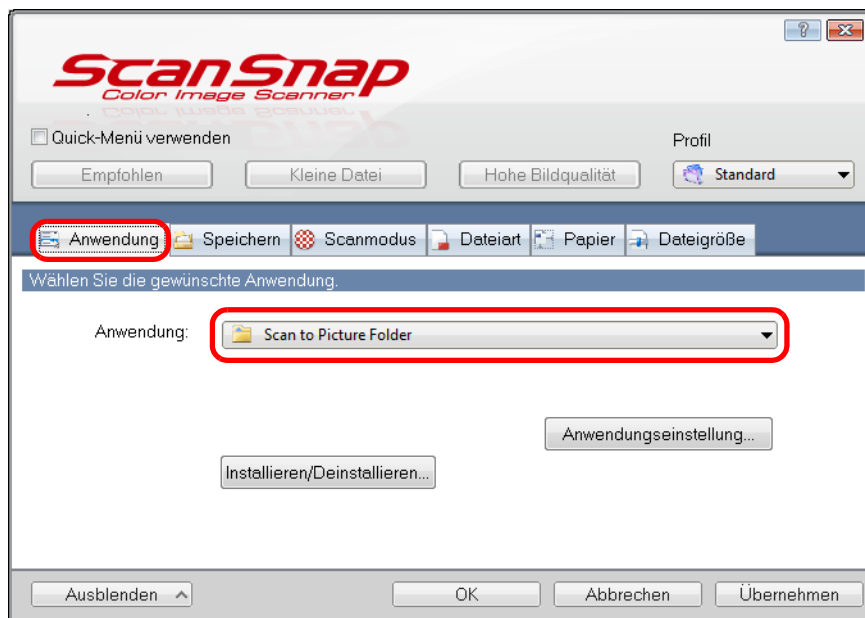 ScanSnap
Color Image Scanner
Quick-Menü verwenden
Profil
Empfohlen Kleine Datei Hohe Bildqualität Standard
Anwendung Speichern Scanmodus Dateiart Papier Dateigröße
Wählen Sie die gewünschte Anwendung.
Anwendung: Scan to Picture Folder
Anwendungseinstellung...
Installieren/Deinstallieren...
Ausblenden OK Abbrechen Übernehmen